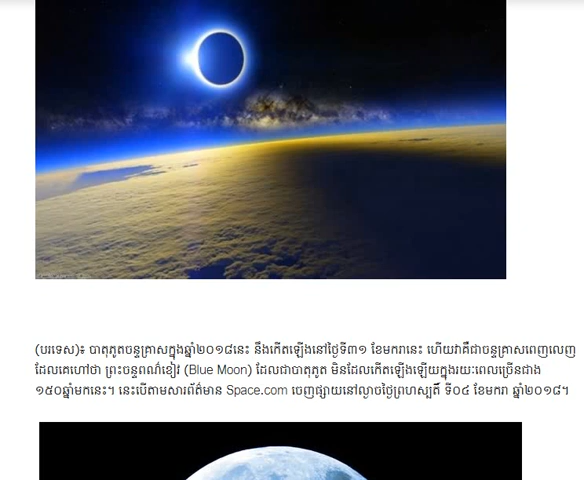 (បរទេស)៖ បាតុភូតចន្ទគ្រាសក្នុងឆ្នាំ២០១៨នេះ នឹងកើតឡើងនៅថ្ងៃទី៣១ ខែមករានេះ ហើយវាគឺជាចន្ទគ្រាសពេញលេញ
ដែលគេហៅថា ព្រះចន្ទពណ៌ខៀវ (Blue Moon) ដែលជាបាតុភូត មិនដែលកើតឡើងឡើយក្នុងរយៈពេលច្រើនជាង
១៥០ឆ្នាំមកនេះ។ នេះបើតាមសារព័ត៌មាន Space.com ចេញផ្សាយនៅល្ងាចថ្ងៃព្រហស្បតិ៍ ទី០៤ ខែមករា ឆ្នាំ២០១៨។